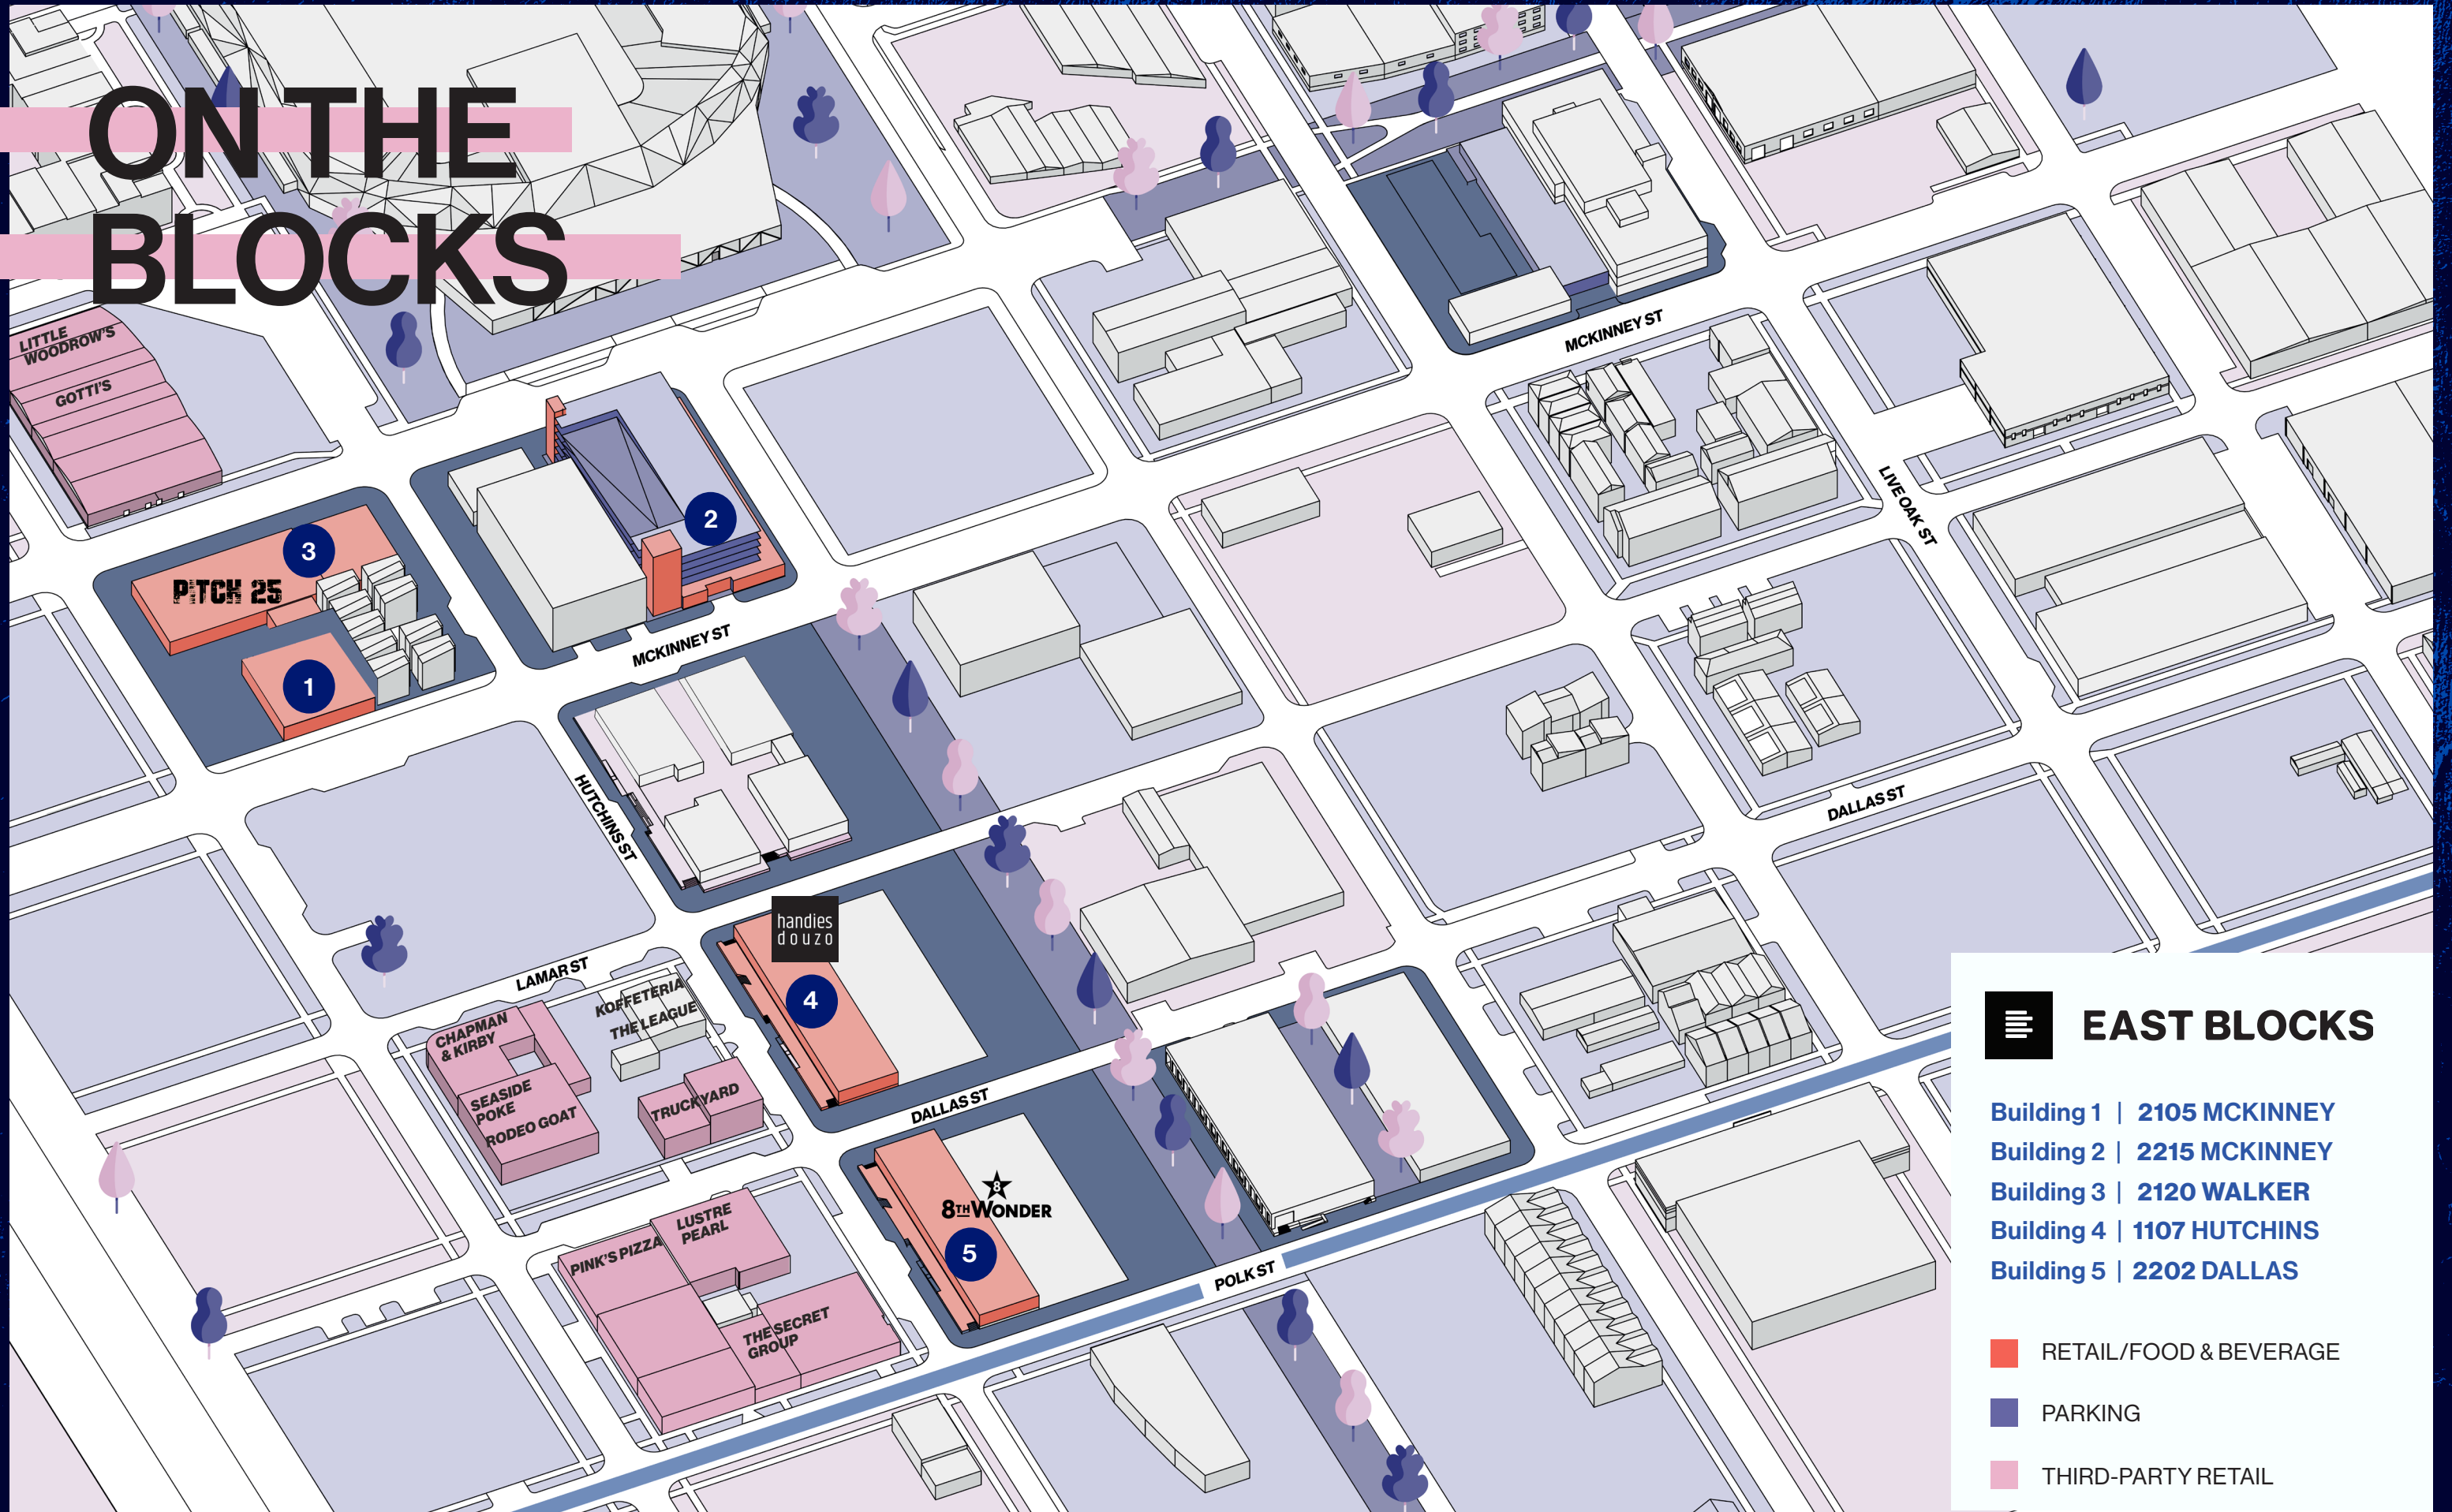 ON THE
BLOCKS
LITTLE
WOODROW'S
GOTTI'S
3
PITCH 25
1
2
MCKINNEY ST
MCKINNEY ST
LIVE OAK ST
HUTCHINS ST
DALLAS ST
handies
douzo
4
LAMAR ST
KOFFETERIA
THE LEAGUE
CHAPMAN
& KIRBY
SEASIDE
POKE
RODEO GOAT
TRUCKYARD
DALLAS ST
8
8TH WONDER
5
LUSTRE
PEARL
PINK'S PIZZA
THE SECRET
GROUP
POLK ST
EAST BLOCKS
Building 1 | 2105 MCKINNEY
Building 2 | 2215 MCKINNEY
Building 3 | 2120 WALKER
Building 4 | 1107 HUTCHINS
Building 5 | 2202 DALLAS
RETAIL/FOOD & BEVERAGE
PARKING
THIRD-PARTY RETAIL